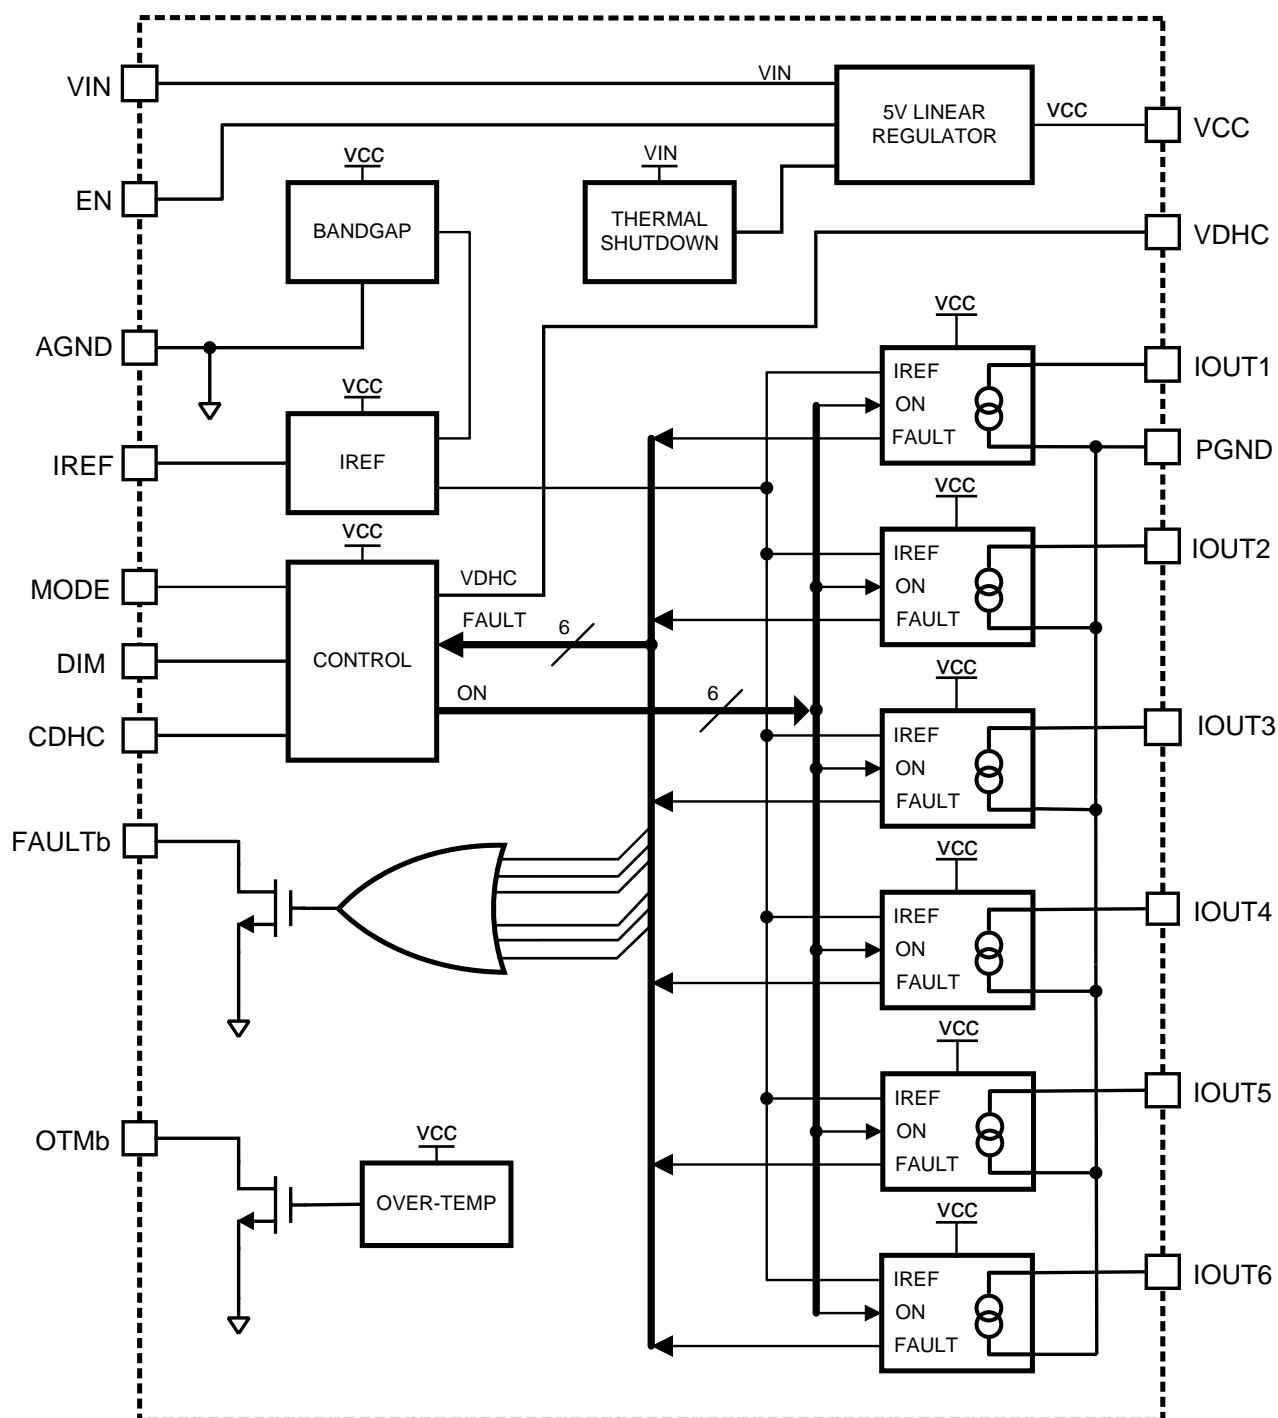 VIN
VIN
5V LINEAR
REGULATOR
VCC
VCC
EN
VCC
BANDGAP
VIN
THERMAL
SHUTDOWN
VDHC
AGND
VCC
IREF
IREF
VCC
IREF
ON
FAULT
IOUT1
PGND
MODE
DIM
CDHC
VCC
CONTROL
VDHC
FAULT
6
ON
6
VCC
IREF
ON
FAULT
IOUT2
VCC
IREF
ON
FAULT
IOUT3
FAULTb
VCC
IREF
ON
FAULT
IOUT4
VCC
IREF
ON
FAULT
IOUT5
OTMb
VCC
OVER-TEMP
VCC
IREF
ON
FAULT
IOUT6